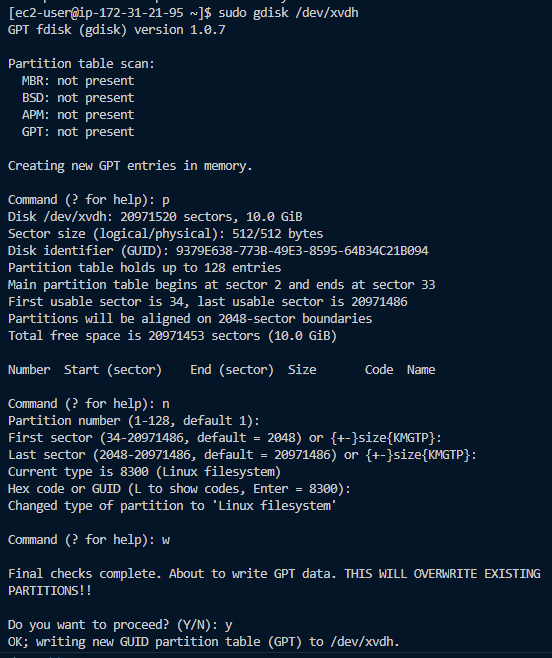 [ec2-user@ip-172-31-21-95 ~]$ sudo gdisk /dev/xvdh
GPT fdisk (gdisk) version 1.0.7

Partition table scan:
  MBR: not present
  BSD: not present
  APM: not present
  GPT: not present

Creating new GPT entries in memory.

Command (? for help): p
Disk /dev/xvdh: 20971520 sectors, 10.0 GiB
Sector size (logical/physical): 512/512 bytes
Disk identifier (GUID): 9379E638-773B-49E3-8595-64B34C21B094
Partition table holds up to 128 entries
Main partition table begins at sector 2 and ends at sector 33
First usable sector is 34, last usable sector is 20971486
Partitions will be aligned on 2048-sector boundaries
Total free space is 20971453 sectors (10.0 GiB)

Number  Start (sector)    End (sector)  Size       Code  Name

Command (? for help): n
Partition number (1-128, default 1):
First sector (34-20971486, default = 2048) or {+-}size{KMGTP}:
Last sector (2048-20971486, default = 20971486) or {+-}size{KMGTP}:
Current type is 8300 (Linux filesystem)
Hex code or GUID (L to show codes, Enter = 8300):
Changed type of partition to 'Linux filesystem'

Command (? for help): w

Final checks complete. About to write GPT data. THIS WILL OVERWRITE EXISTING
PARTITIONS!!

Do you want to proceed? (Y/N): y
OK; writing new GUID partition table (GPT) to /dev/xvdh.